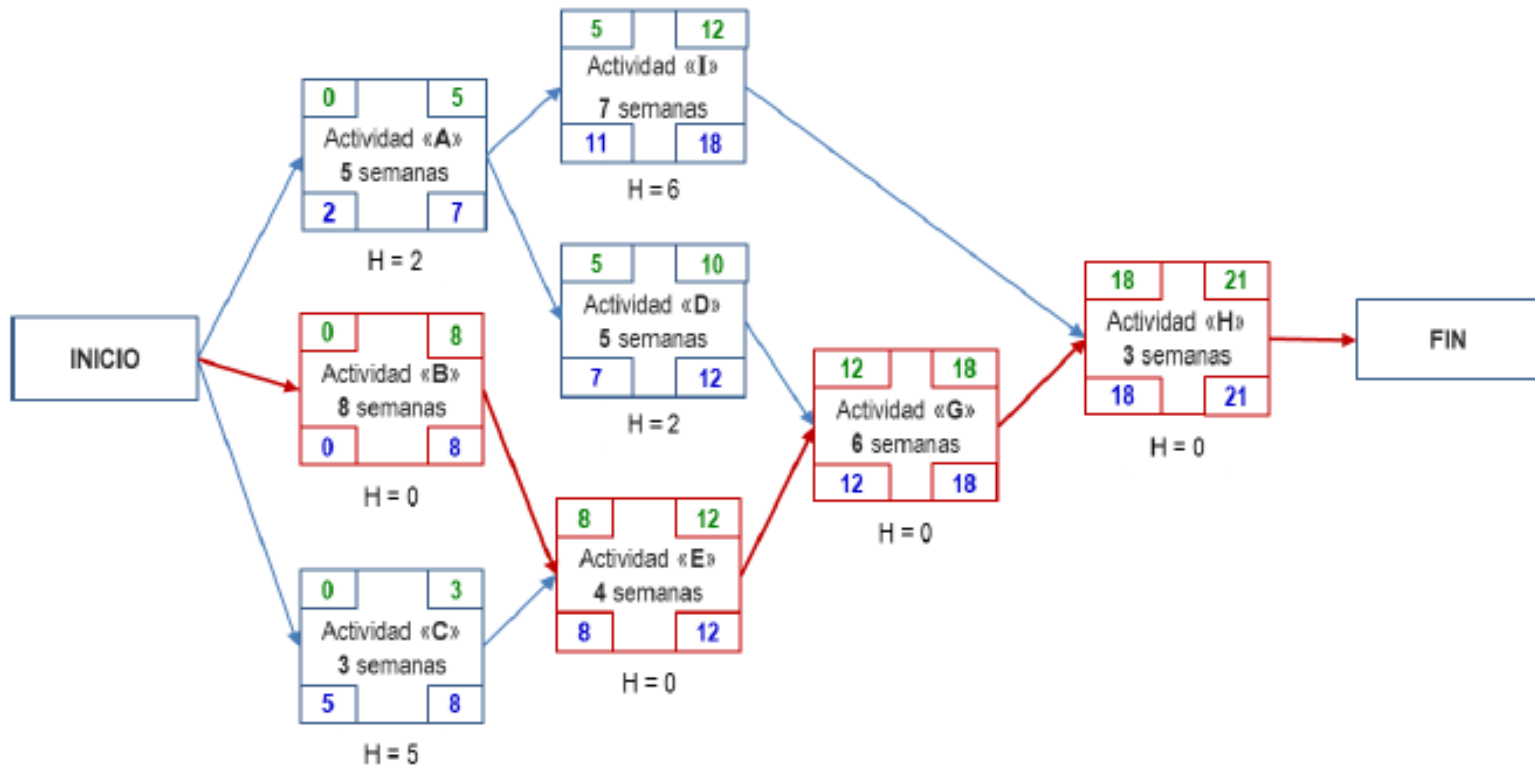 INICIO
0 5
Actividad «A»
5 semanas
2 7
H = 2
0 8
Actividad «B»
8 semanas
0 8
H = 0
0 3
Actividad «C»
3 semanas
5 8
H = 5
5 12
Actividad «I»
7 semanas
11 18
H = 6
5 10
Actividad «D»
5 semanas
7 12
H = 2
8 12
Actividad «E»
4 semanas
8 12
H = 0
12 18
Actividad «G»
6 semanas
12 18
H = 0
18 21
Actividad «H»
3 semanas
18 21
H = 0
FIN